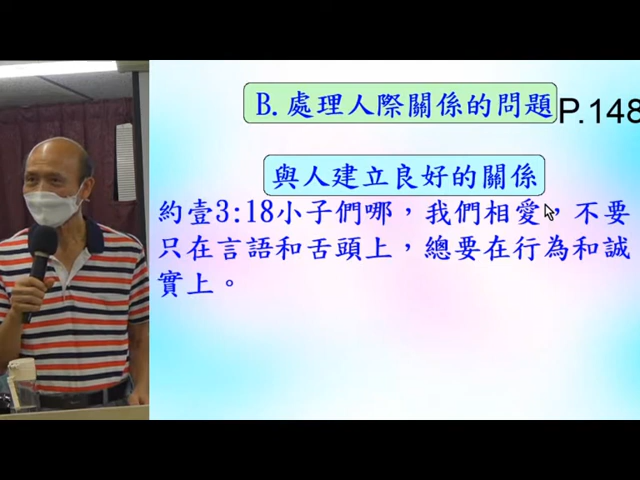 B.處理人際關係的問題
P.148
與人建立良好的關係
約壹3:18小子們哪，我們相愛，不要
只在言語和舌頭上，總要在行為和誠
實上。